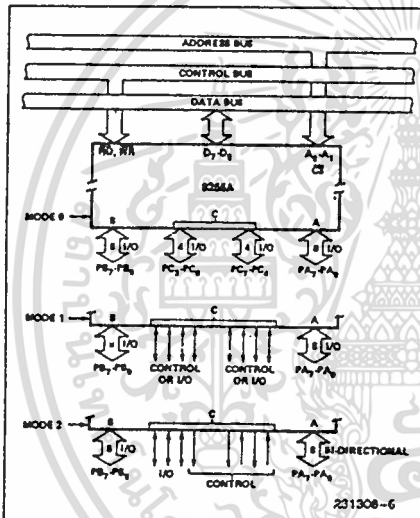 ADDRESS BUS
CONTROL BUS
DATA BUS
RD, WR D7-D0 A0-A1
CS
8255A
MODE 0
B C A
8 I/O 4 I/O 4 I/O 8 I/O
PB7-PB0 PC3-PC0 PC7-PC4 PA7-PA0
MODE 1
B C A
8 I/O 8 I/O
PB7-PB0 CONTROL OR I/O CONTROL OR I/O PA7-PA0
MODE 2
B C A
8 I/O BI-DIRECTIONAL
PB7-PB0 I/O CONTROL PA7-PA0
231308-6